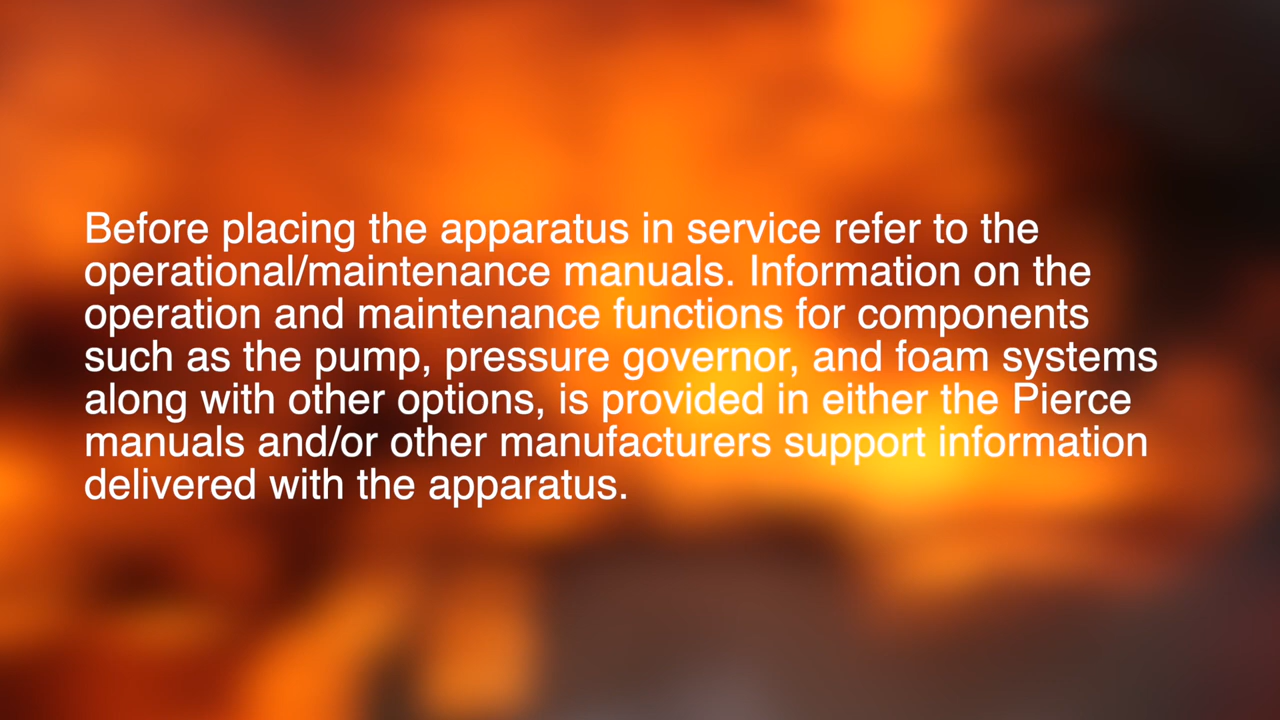 Before placing the apparatus in service refer to the
operational/maintenance manuals. Information on the
operation and maintenance functions for components
such as the pump, pressure governor, and foam systems
along with other options, is provided in either the Pierce
manuals and/or other manufacturers support information
delivered with the apparatus.